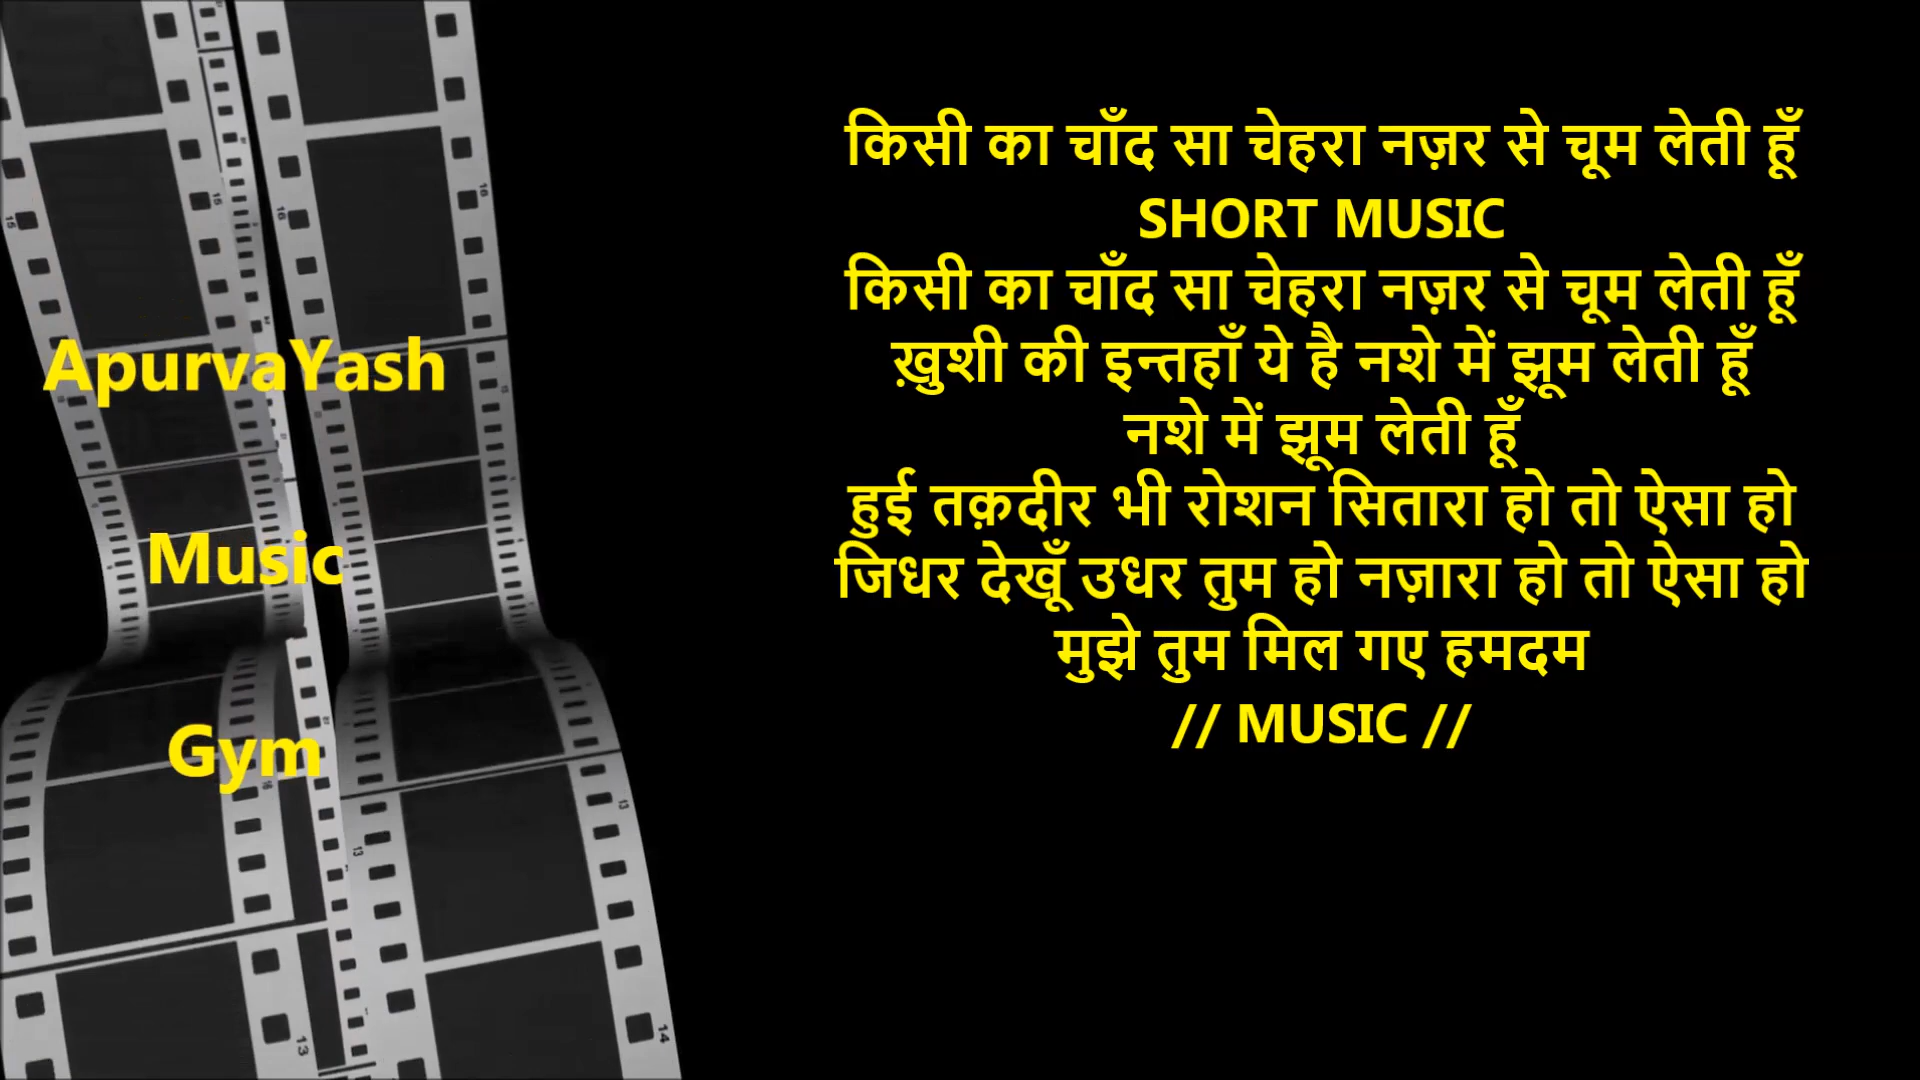 ApurvaYash
Music
Gym
किसी का चाँद सा चेहरा नज़र से चूम लेती हूँ
SHORT MUSIC
किसी का चाँद सा चेहरा नज़र से चूम लेती हूँ
ख़ुशी की इन्तहाँ ये है नशे में झूम लेती हूँ
नशे में झूम लेती हूँ
हुई तक़दीर भी रोशन सितारा हो तो ऐसा हो
जिधर देखूँ उधर तुम हो नज़ारा हो तो ऐसा हो
मुझे तुम मिल गए हमदम
// MUSIC //